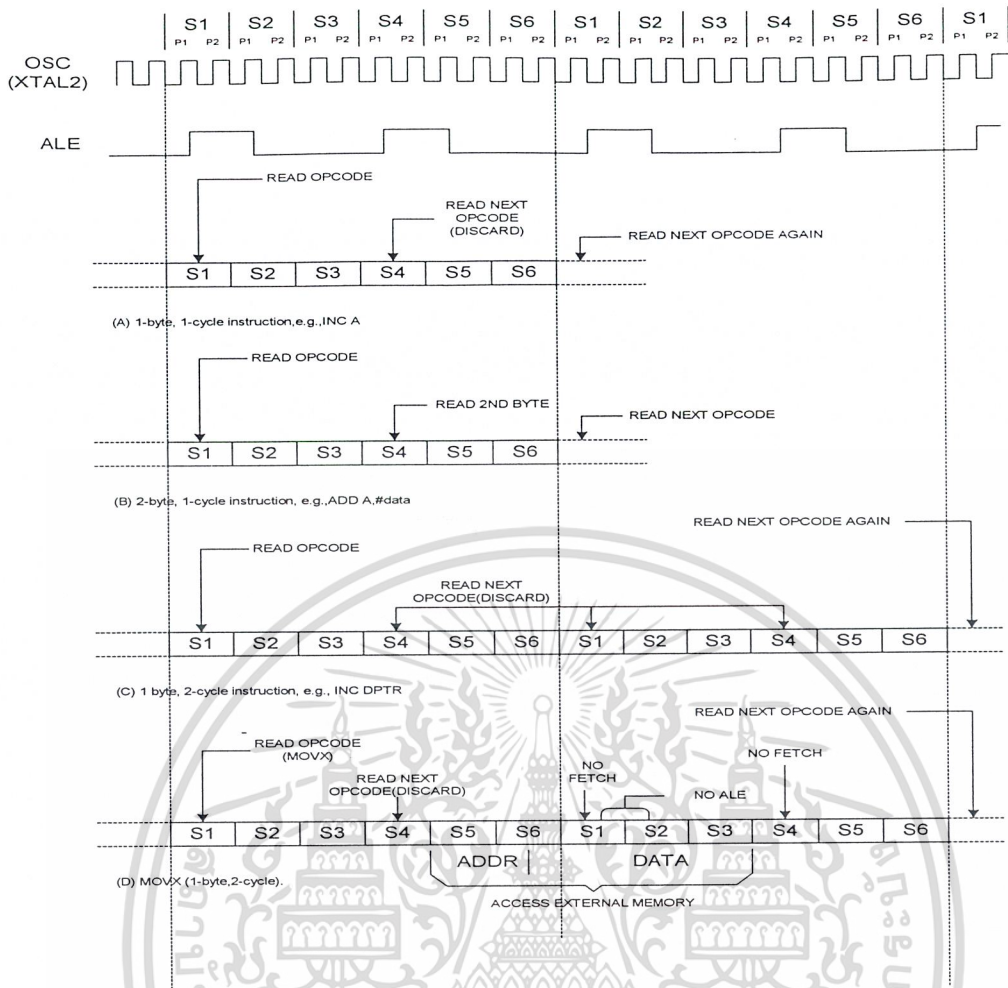 S1 S2 S3 S4 S5 S6 S1 S2 S3 S4 S5 S6 S1
P1 P2 P1 P2 P1 P2 P1 P2 P1 P2 P1 P2 P1 P2 P1 P2 P1 P2 P1 P2 P1 P2 P1 P2 P1 P2
OSC
(XTAL2)
ALE
READ OPCODE
READ NEXT
OPCODE
(DISCARD)
READ NEXT OPCODE AGAIN
S1 S2 S3 S4 S5 S6
(A) 1-byte, 1-cycle instruction,e.g.,INC A
READ OPCODE
READ 2ND BYTE
READ NEXT OPCODE
S1 S2 S3 S4 S5 S6
(B) 2-byte, 1-cycle instruction, e.g.,ADD A,#data
READ NEXT OPCODE AGAIN
READ OPCODE
READ NEXT
OPCODE(DISCARD)
S1 S2 S3 S4 S5 S6 S1 S2 S3 S4 S5 S6
(C) 1 byte, 2-cycle instruction, e.g., INC DPTR
READ NEXT OPCODE AGAIN
READ OPCODE
(MOVX)
READ NEXT
OPCODE(DISCARD)
NO
FETCH
NO ALE
NO FETCH
S1 S2 S3 S4 S5 S6 S1 S2 S3 S4 S5 S6
ADDR DATA
(D) MOVX (1-byte,2-cycle).
ACCESS EXTERNAL MEMORY